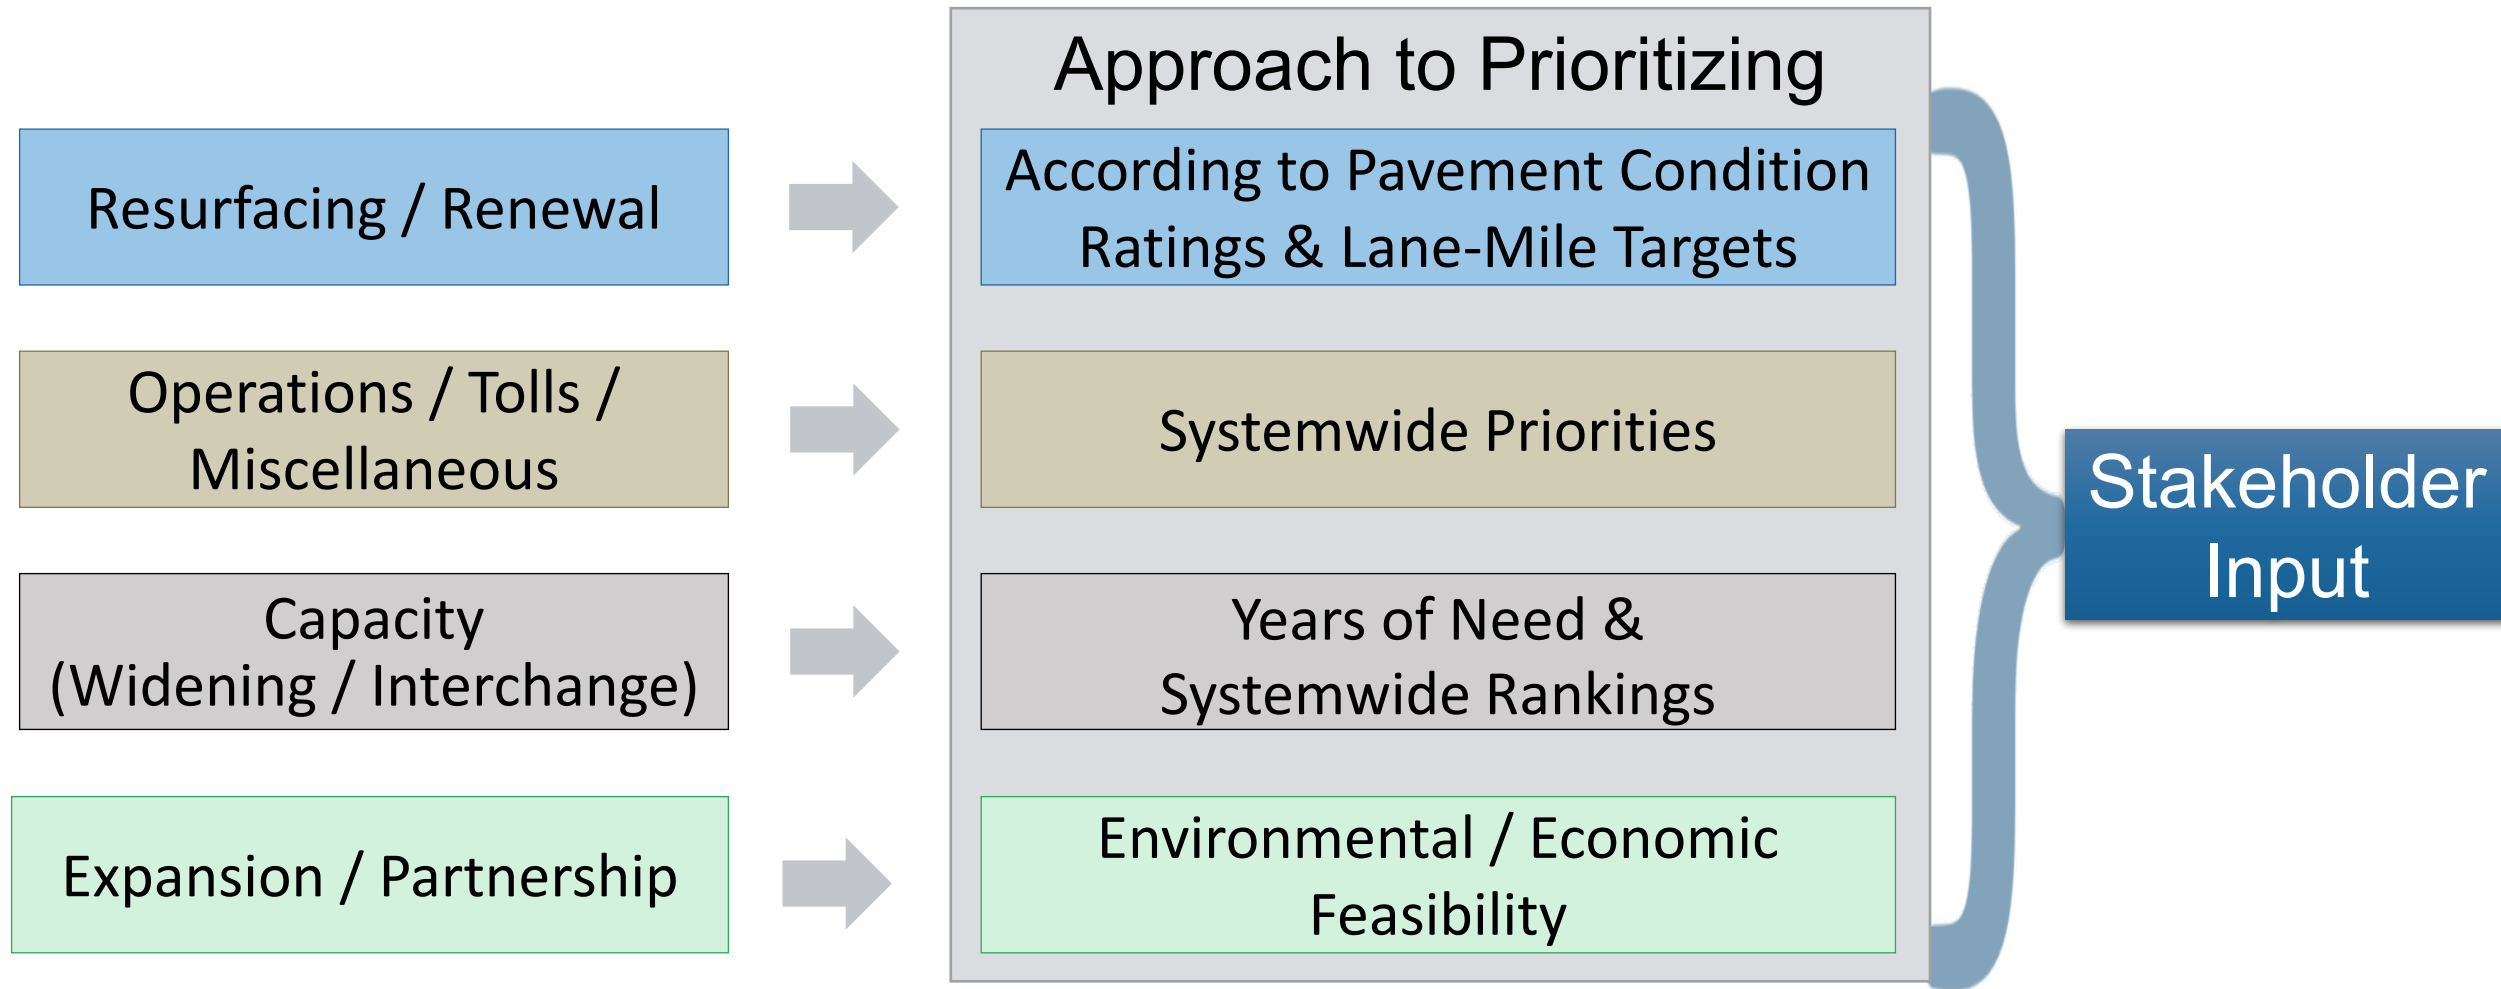 Approach to Prioritizing
Resurfacing / Renewal
According to Pavement Condition
Ratings & Lane-Mile Targets
Operations / Tolls /
Miscellaneous
Systemwide Priorities
Capacity
(Widening / Interchange)
Years of Need &
Systemwide Rankings
Expansion / Partnership
Environmental / Economic
Feasibility
Stakeholder
Input